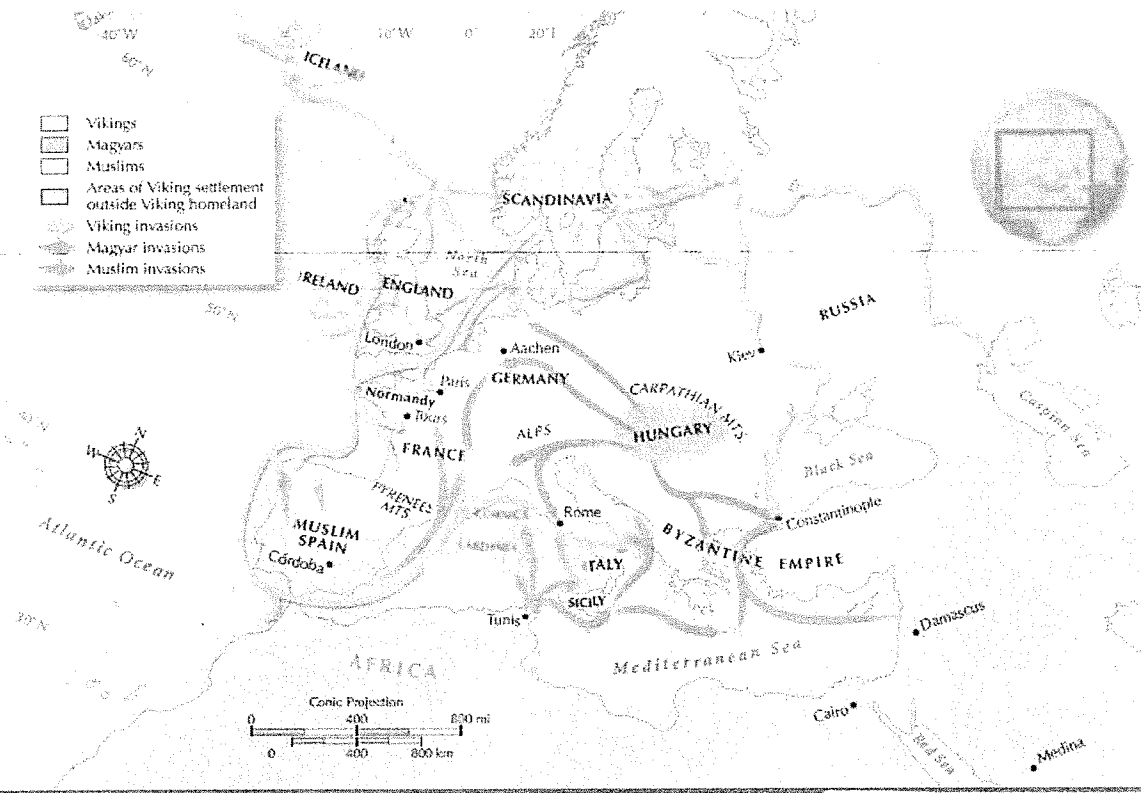 40°W
10°W
0°
60°N
Vikings
Magyars
Muslims
Areas of Viking settlement
outside Viking homeland
Viking invasions
Magyar invasions
Muslim invasions
SCANDINAVIA
North
Sea
IRELAND
ENGLAND
50°N
London
RUSSIA
Kiev
Aachen
GERMANY
Paris
Normandy
Tours
FRANCE
CARPATHIAN MTS.
HUNGARY
ALPS
Caspian Sea
Black Sea
N
W
E
S
PYRENEES
MTS
Rome
Constantinople
Atlantic Ocean
MUSLIM
SPAIN
Córdoba
ITALY
BYZANTINE EMPIRE
SICILY
30°N
Tunis
Damascus
AFRICA
Mediterranean Sea
Conic Projection
0 400 800 mi
0 400 800 km
Cairo
Red Sea
Medina